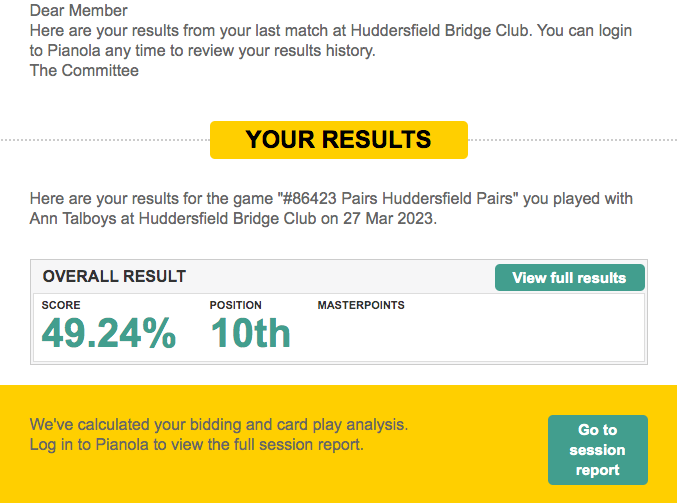 Dear Member
Here are your results from your last match at Huddersfield Bridge Club. You can login
to Pianola any time to review your results history.
The Committee
YOUR RESULTS
Here are your results for the game "#86423 Pairs Huddersfield Pairs" you played with
Ann Talboys at Huddersfield Bridge Club on 27 Mar 2023.
OVERALL RESULT
View full results
SCORE
POSITION
MASTERPOINTS
49.24%
10th
We've calculated your bidding and card play analysis.
Log in to Pianola to view the full session report.
Go to
session
report